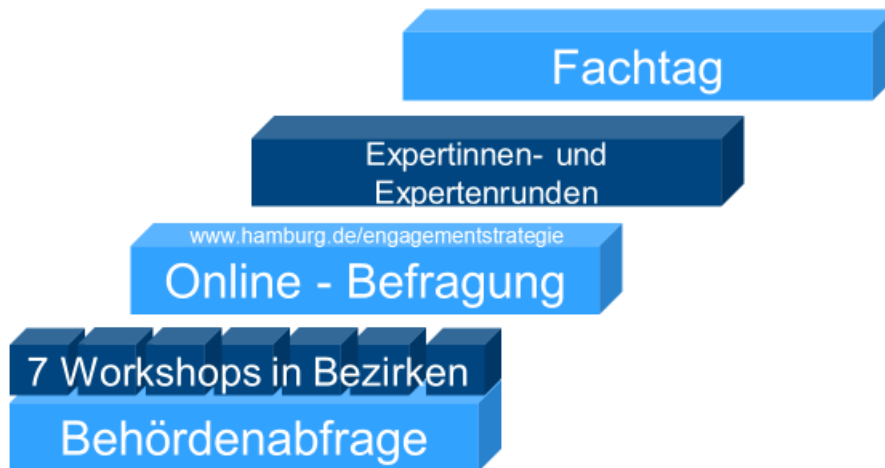 Fachtag
Expertinnen- und
Expertenrunden
www.hamburg.de/engagementstrategie
Online - Befragung
7 Workshops in Bezirken
Behördenabfrage